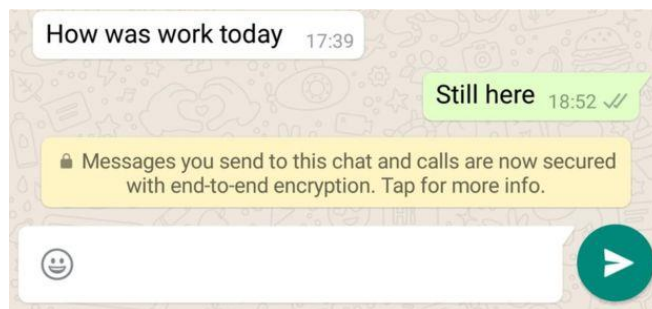 How was work today 17:39
Still here 18:52
Messages you send to this chat and calls are now secured
with end-to-end encryption. Tap for more info.